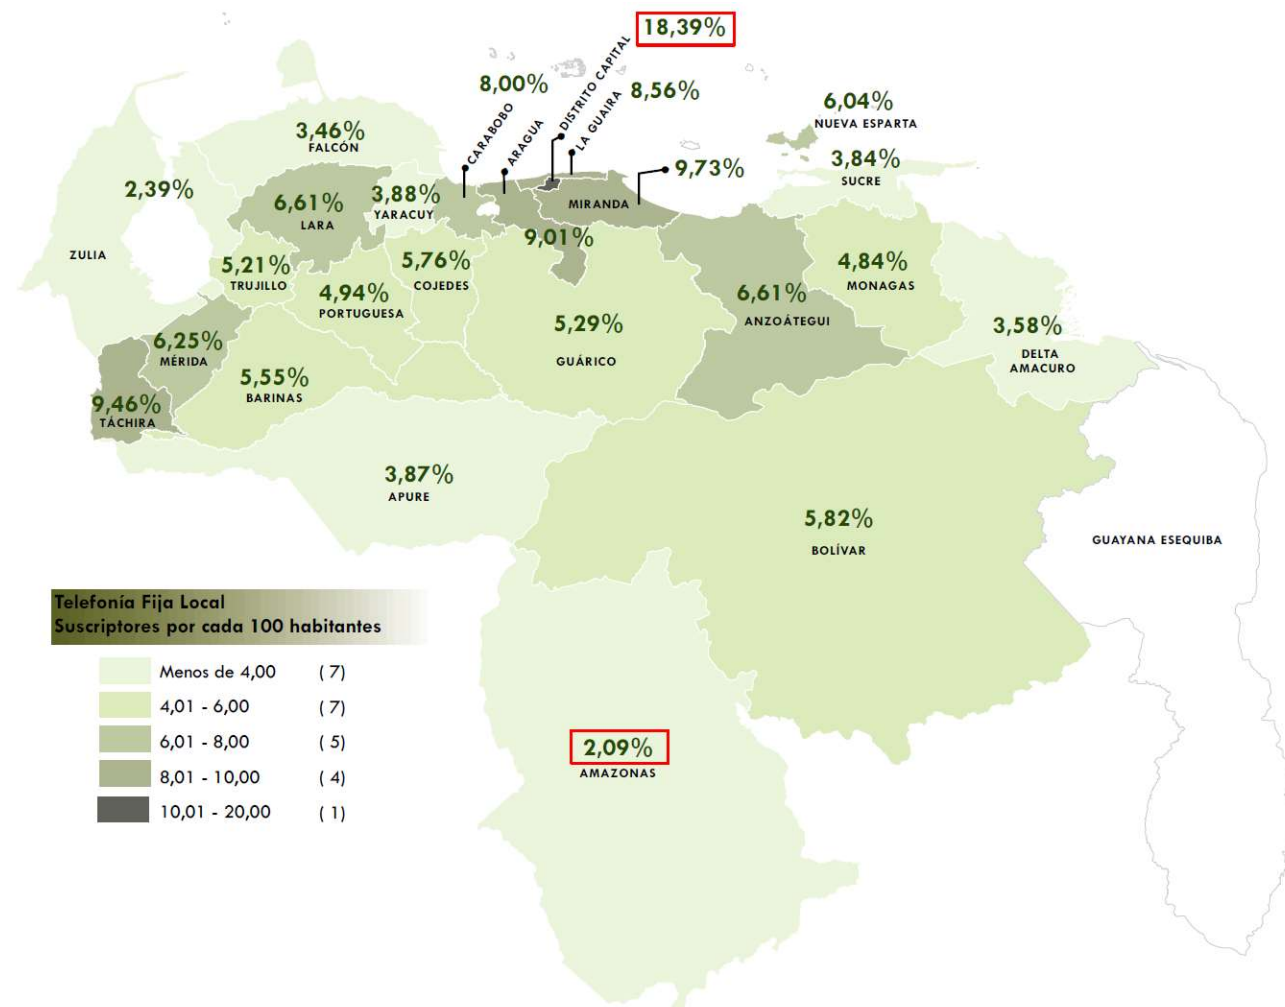 18,39%
DISTRITO CAPITAL
8,00%
CARABOBO
ARAGUA
LA GUAIRA
8,56%
6,04%
NUEVA ESPARTA
3,46%
FALCÓN
3,84%
SUCRE
2,39%
ZULIA
6,61%
LARA
3,88%
YARACUY
9,73%
MIRANDA
9,01%
5,21%
TRUJILLO
4,94%
PORTUGUESA
5,76%
COJEDES
5,29%
GUÁRICO
6,61%
ANZOÁTEGUI
4,84%
MONAGAS
3,58%
DELTA
AMACURO
6,25%
MÉRIDA
5,55%
BARINAS
9,46%
TÁCHIRA
3,87%
APURE
5,82%
BOLÍVAR
GUAYANA ESEQUIBA
2,09%
AMAZONAS
Telefonía Fija Local
Suscriptores por cada 100 habitantes
Menos de 4,00 ( 7)
4,01 - 6,00 ( 7)
6,01 - 8,00 ( 5)
8,01 - 10,00 ( 4)
10,01 - 20,00 ( 1)